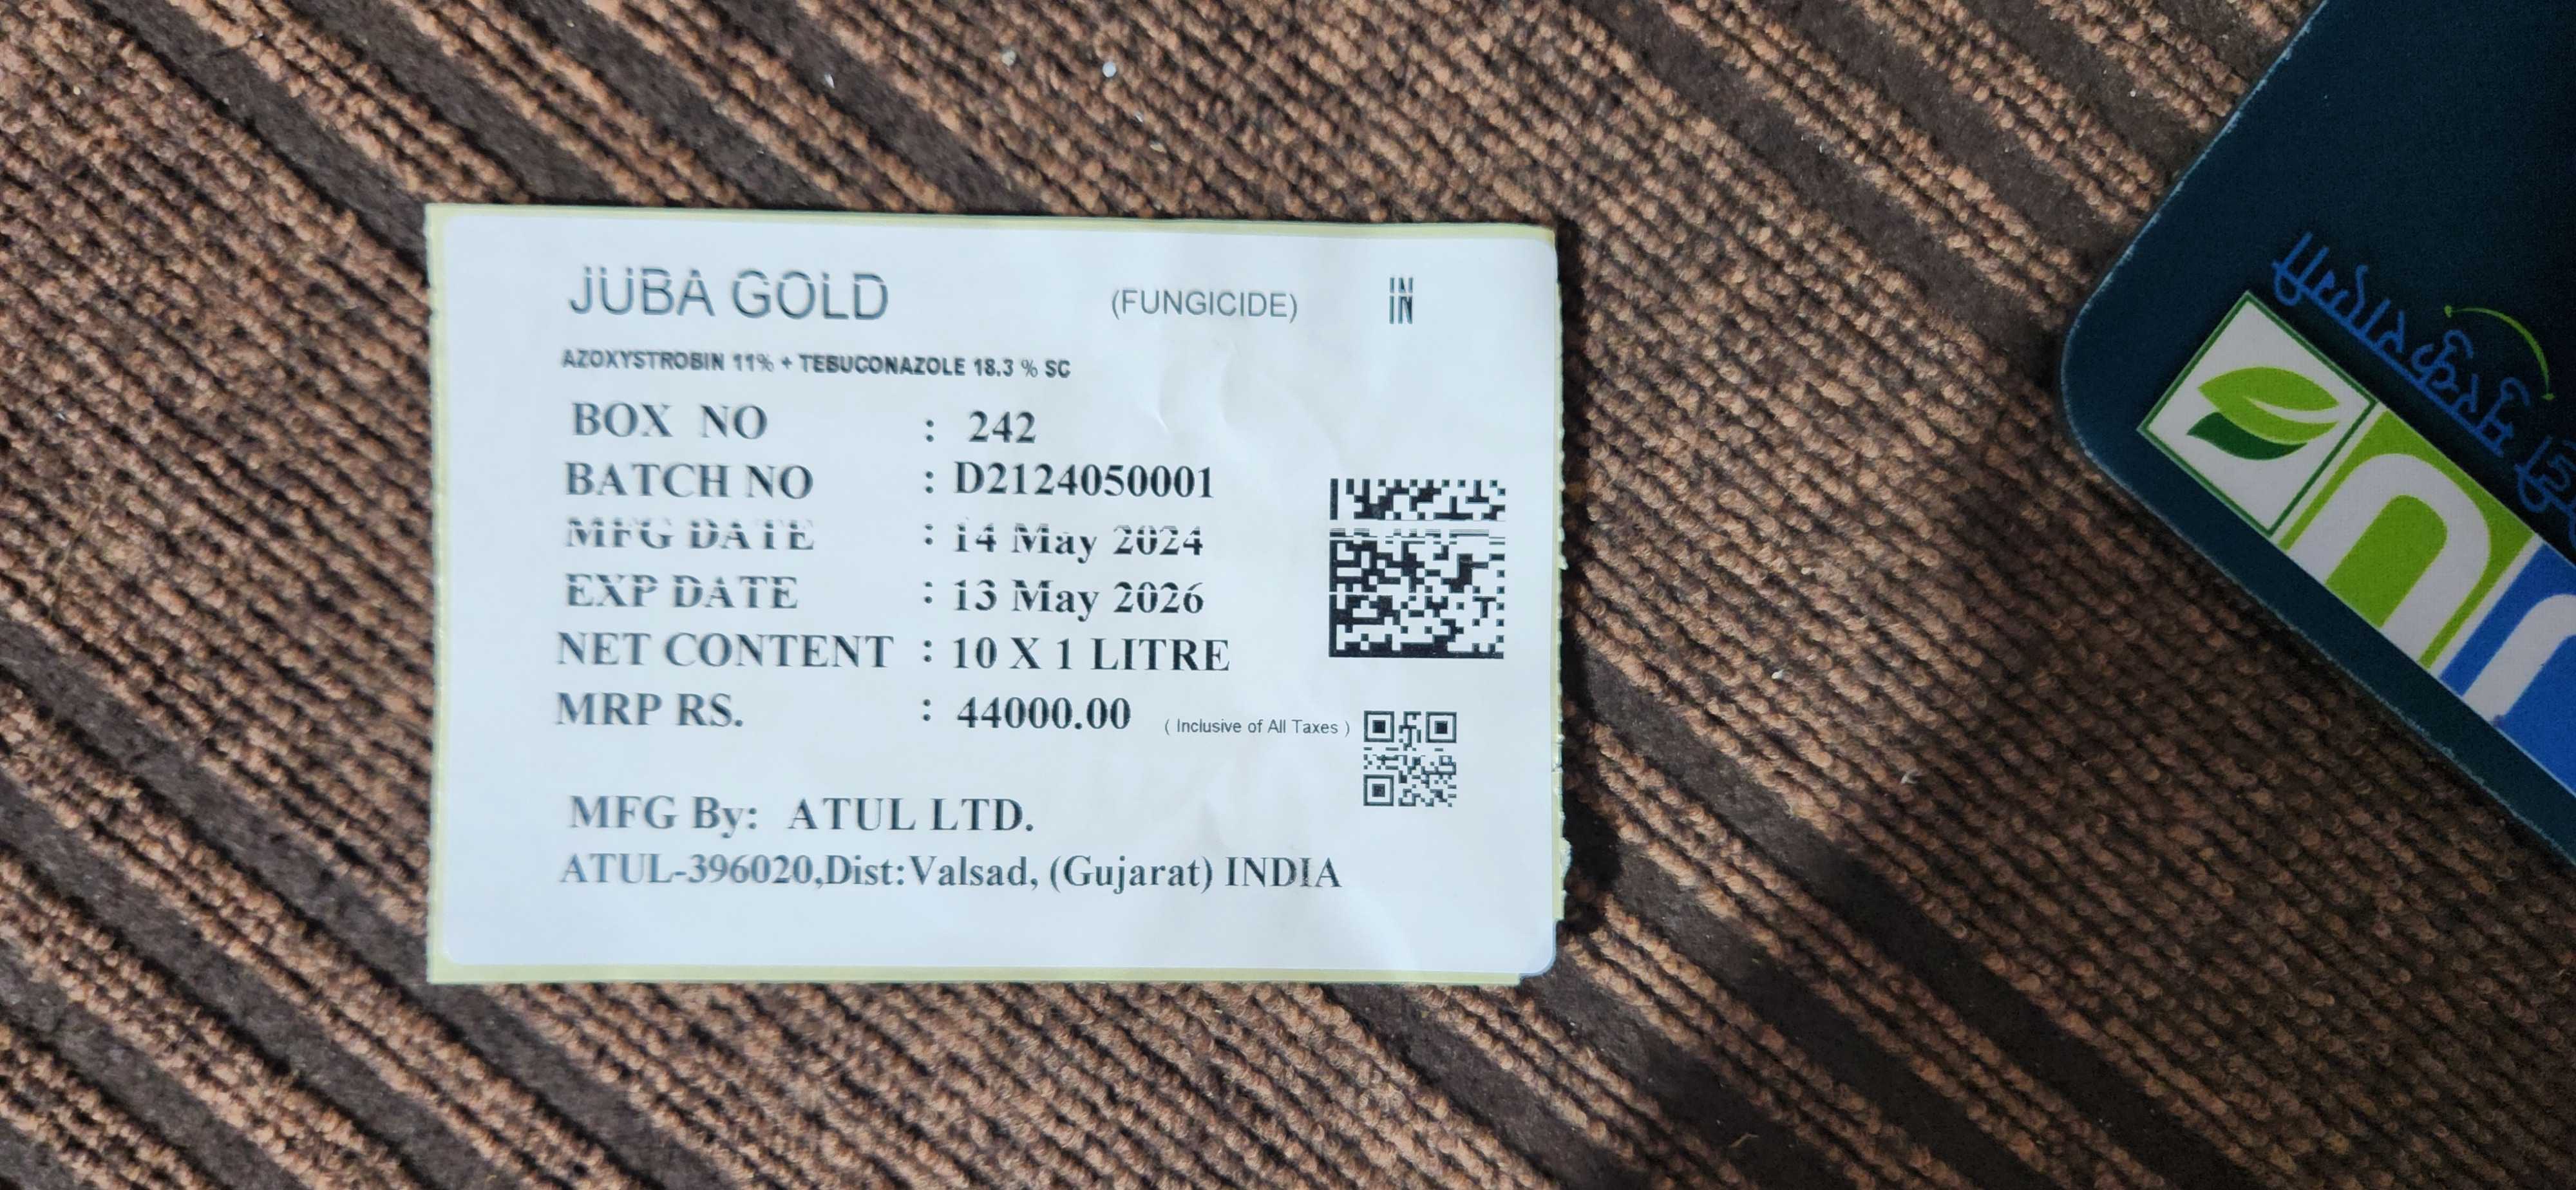 JUBA GOLD (FUNGICIDE) IN
AZOXYSTROBIN 11% + TEBUCONAZOLE 18.3 % SC
BOX NO : 242
BATCH NO : D2124050001
MFG DATE : 14 May 2024
EXP DATE : 13 May 2026
NET CONTENT : 10 X 1 LITRE
MRP RS. : 44000.00 ( Inclusive of All Taxes )
MFG By: ATUL LTD.
ATUL-396020,Dist:Valsad, (Gujarat) INDIA